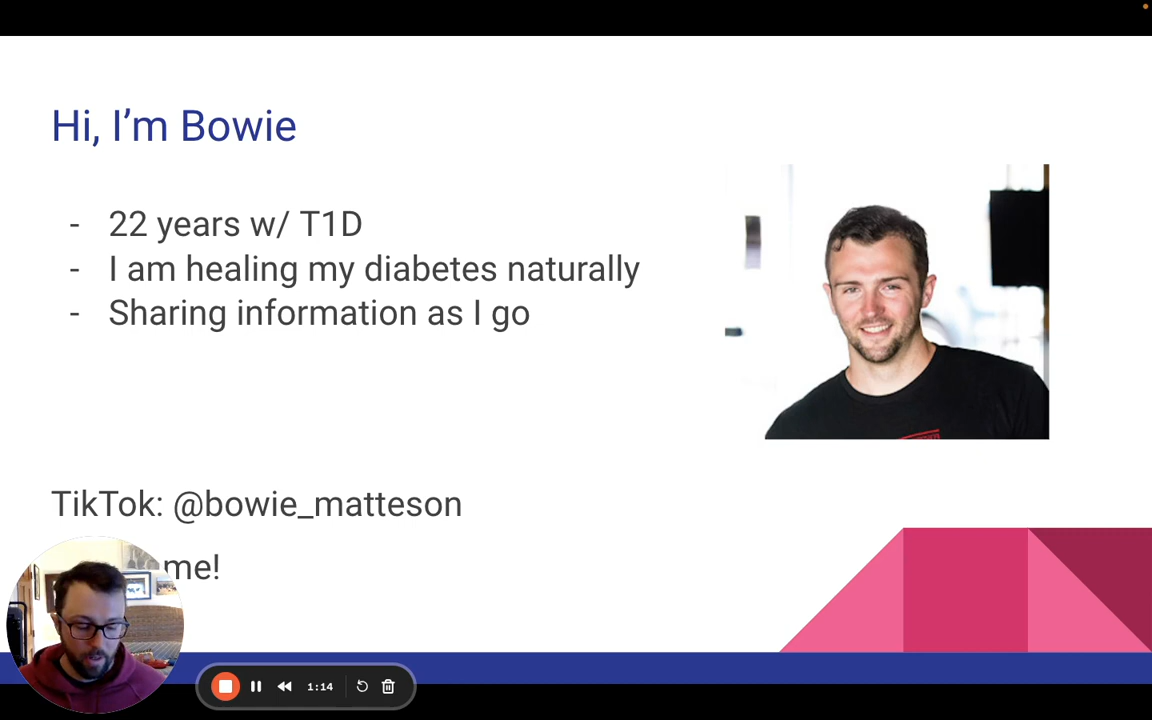 Hi, I’m Bowie
- 22 years w/ T1D
- I am healing my diabetes naturally
- Sharing information as I go
TikTok: @bowie_matteson
me!
1:14